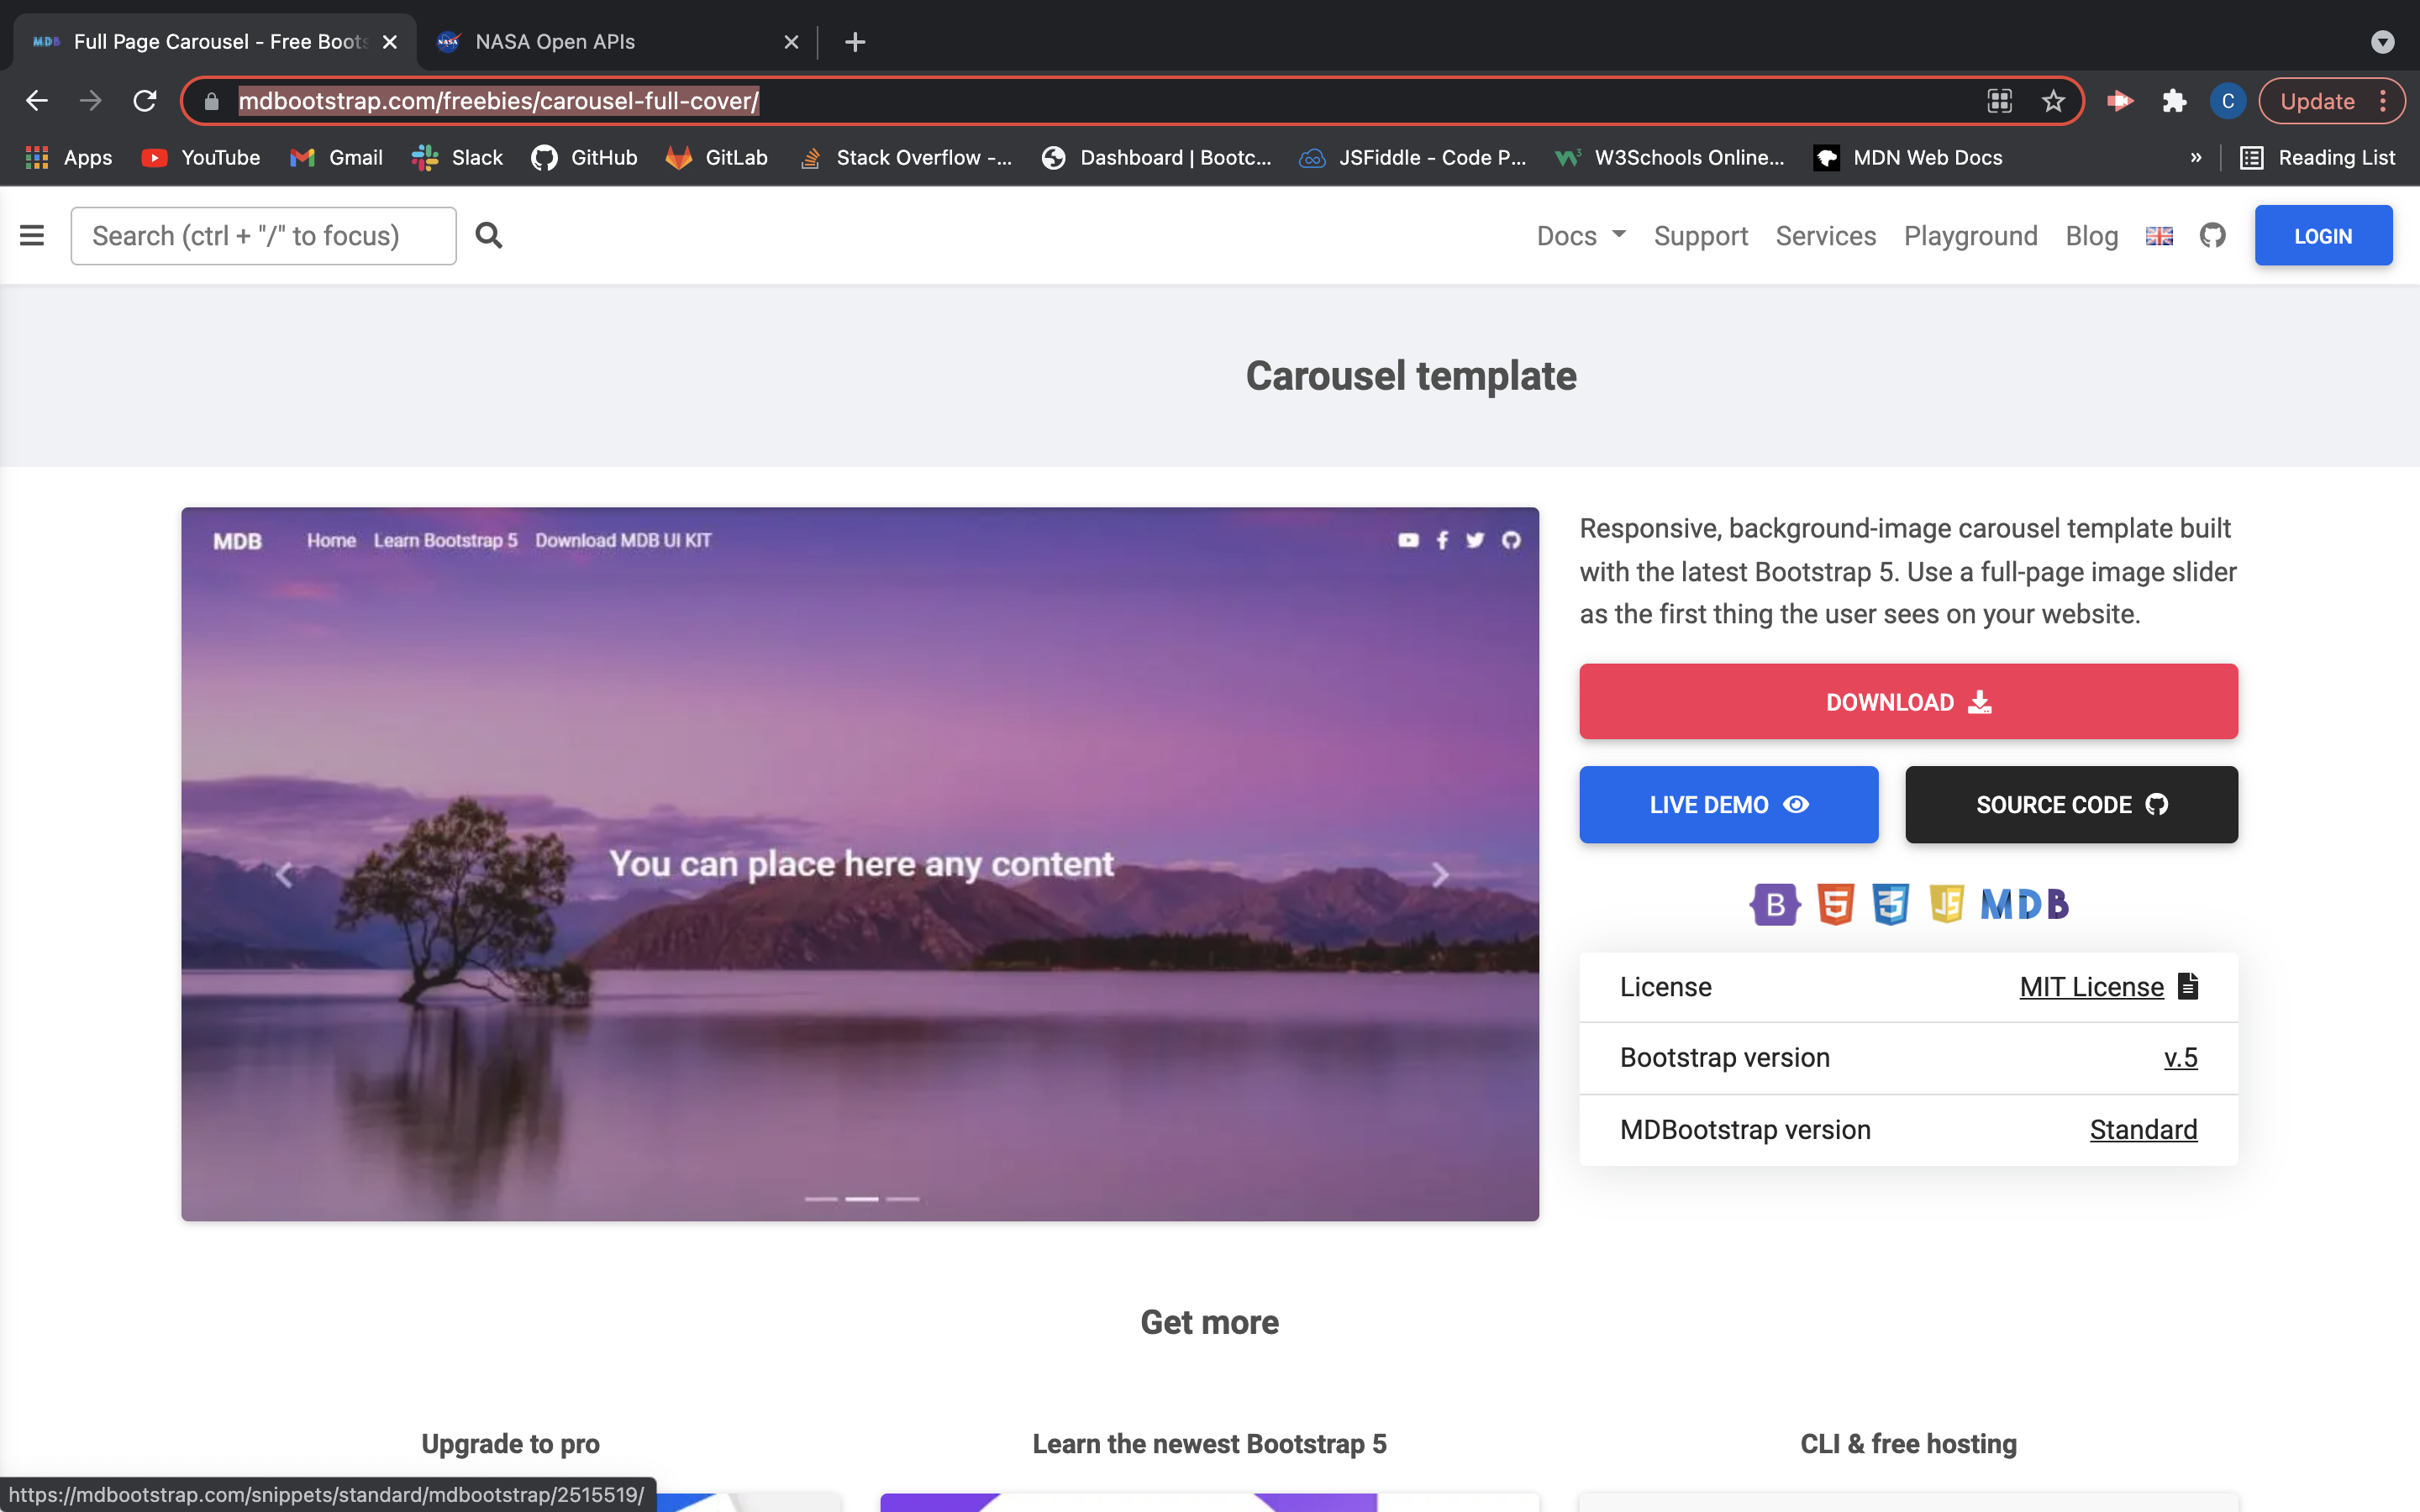 MDB Full Page Carousel - Free Boots
NASA NASA Open APIs
mdbootstrap.com/freebies/carousel-full-cover/
C Update
Apps YouTube Gmail Slack GitHub GitLab Stack Overflow -... Dashboard | Bootc... JSFiddle - Code P... W3Schools Online... MDN Web Docs » Reading List
Search (ctrl + "/" to focus) Docs Support Services Playground Blog LOGIN
Carousel template
MDB Home Learn Bootstrap 5 Download MDB UI KIT
You can place here any content
Responsive, background-image carousel template built
with the latest Bootstrap 5. Use a full-page image slider
as the first thing the user sees on your website.
DOWNLOAD
LIVE DEMO SOURCE CODE
B 5 3 JS MDB
License MIT License
Bootstrap version v.5
MDBootstrap version Standard
Get more
Upgrade to pro Learn the newest Bootstrap 5 CLI & free hosting
https://mdbootstrap.com/snippets/standard/mdbootstrap/2515519/